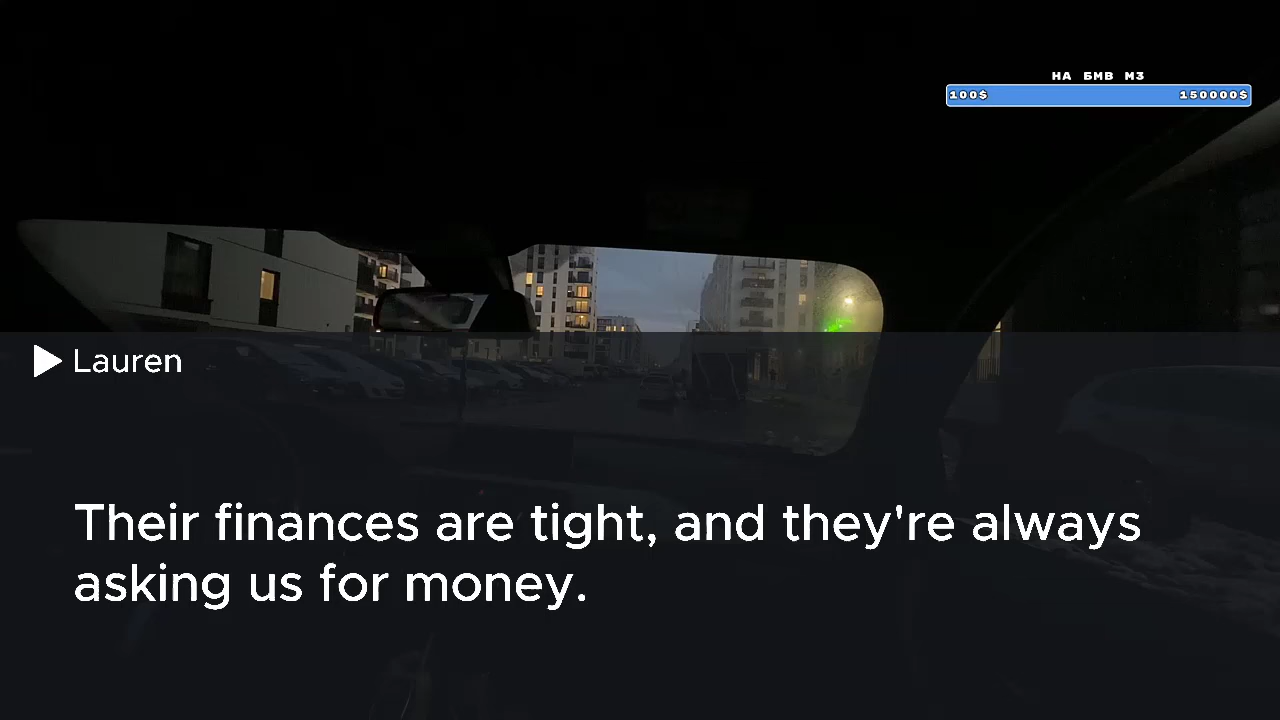 НА БМВ М3
100$ 150000$
Lauren
Their finances are tight, and they're always
asking us for money.